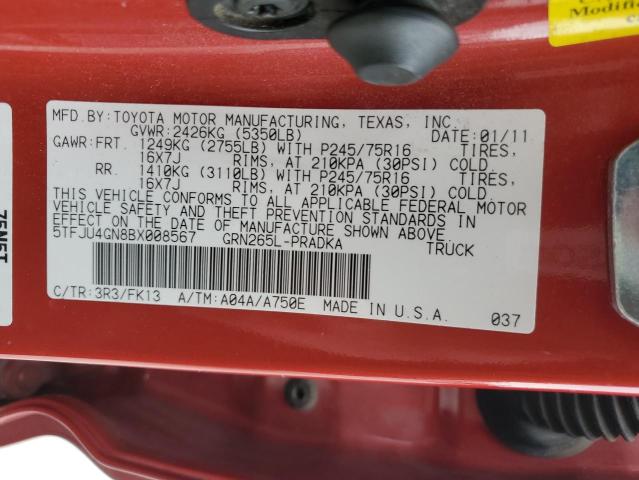 MFD.BY:TOYOTA MOTOR MANUFACTURING, TEXAS, INC.
GVWR:2426KG (5350LB) DATE:01/11
GAWR:FRT. 1249KG (2755LB) WITH P245/75R16 TIRES,
16X7J RIMS, AT 210KPA (30PSI) COLD
RR. 1410KG (3110LB) WITH P245/75R16 TIRES,
16X7J RIMS, AT 210KPA (30PSI) COLD
THIS VEHICLE CONFORMS TO ALL APPLICABLE FEDERAL MOTOR
VEHICLE SAFETY AND THEFT PREVENTION STANDARDS IN
EFFECT ON THE DATE OF MANUFACTURE SHOWN ABOVE.
5TFJU4GN8BX008567 GRN265L-PRADKA TRUCK
C/TR:3R3/FK13 A/TM:A04A/A750E MADE IN U.S.A. 037
Modific